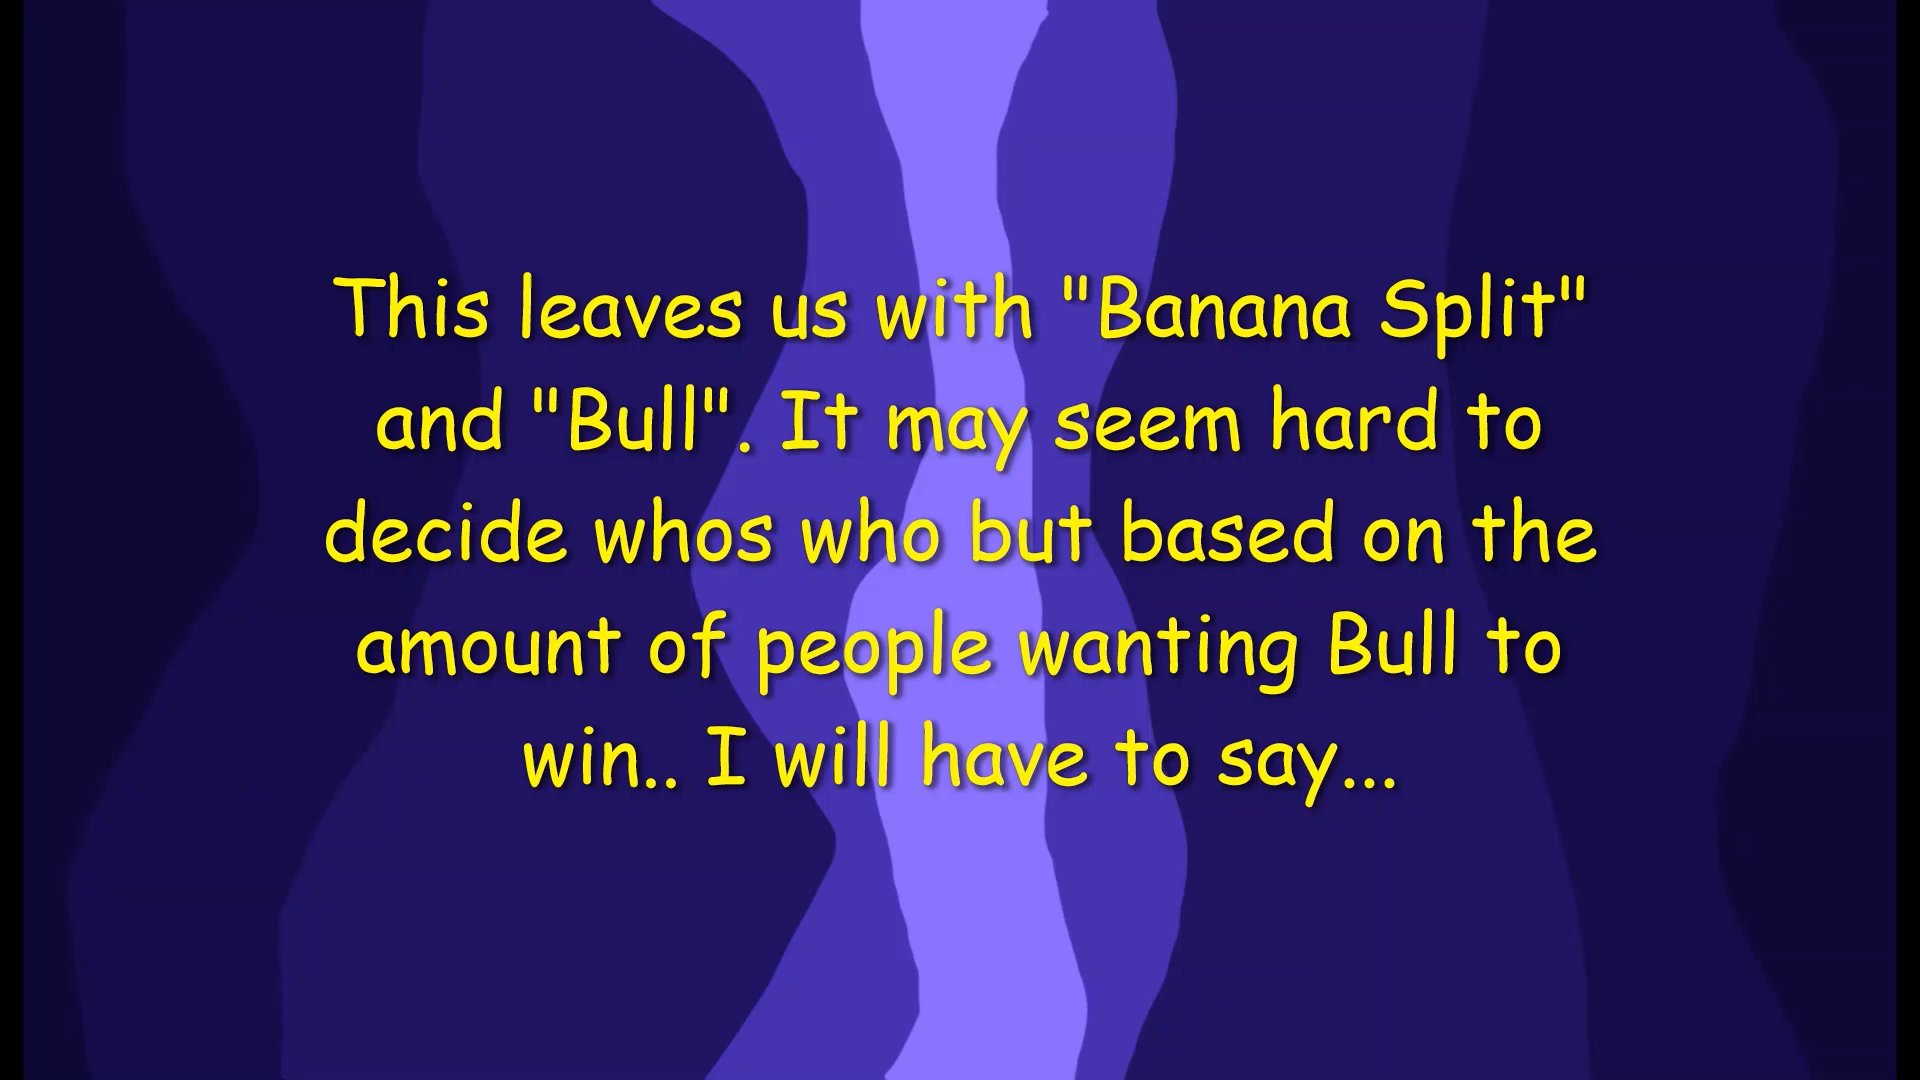 This leaves us with "Banana Split"
and "Bull". It may seem hard to
decide whos who but based on the
amount of people wanting Bull to
win.. I will have to say...